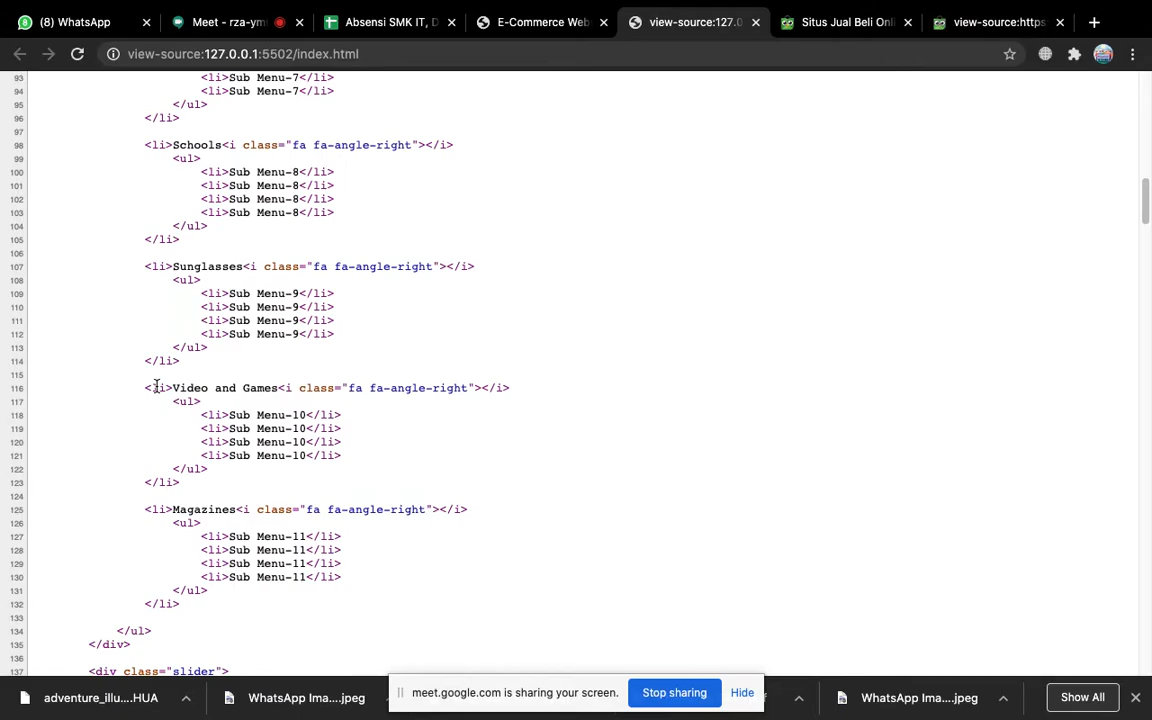 (8) WhatsApp
Meet - rza-ym
Absensi SMK IT, D
E-Commerce Web
view-source:127.0
Situs Jual Beli Onli
view-source:https
view-source:127.0.0.1:5502/index.html
93 <li>Sub Menu-7</li>
94 <li>Sub Menu-7</li>
95 </ul>
96 </li>
97
98 <li>Schools<i class="fa fa-angle-right"></i>
99 <ul>
100 <li>Sub Menu-8</li>
101 <li>Sub Menu-8</li>
102 <li>Sub Menu-8</li>
103 <li>Sub Menu-8</li>
104 </ul>
105 </li>
106
107 <li>Sunglasses<i class="fa fa-angle-right"></i>
108 <ul>
109 <li>Sub Menu-9</li>
110 <li>Sub Menu-9</li>
111 <li>Sub Menu-9</li>
112 <li>Sub Menu-9</li>
113 </ul>
114 </li>
115
116 <li>Video and Games<i class="fa fa-angle-right"></i>
117 <ul>
118 <li>Sub Menu-10</li>
119 <li>Sub Menu-10</li>
120 <li>Sub Menu-10</li>
121 <li>Sub Menu-10</li>
122 </ul>
123 </li>
124
125 <li>Magazines<i class="fa fa-angle-right"></i>
126 <ul>
127 <li>Sub Menu-11</li>
128 <li>Sub Menu-11</li>
129 <li>Sub Menu-11</li>
130 <li>Sub Menu-11</li>
131 </ul>
132 </li>
133
134 </ul>
135 </div>
136
137 <div class="slider">
adventure_illu....HUA
WhatsApp Ima....jpeg
meet.google.com is sharing your screen.
Stop sharing
Hide
WhatsApp Ima....jpeg
Show All